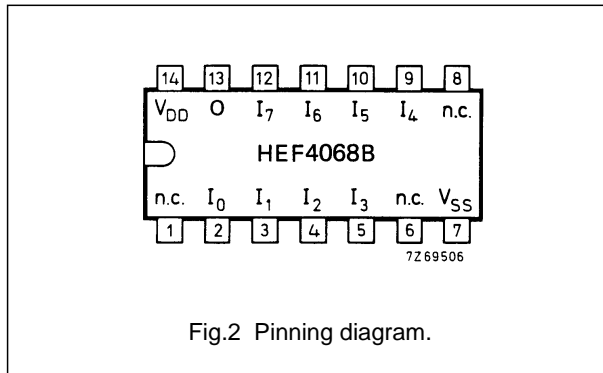 14 13 12 11 10 9 8
V_DD O I_7 I_6 I_5 I_4 n.c.
HEF4068B
n.c. I_0 I_1 I_2 I_3 n.c. V_SS
1 2 3 4 5 6 7
7Z69506
Fig.2 Pinning diagram.